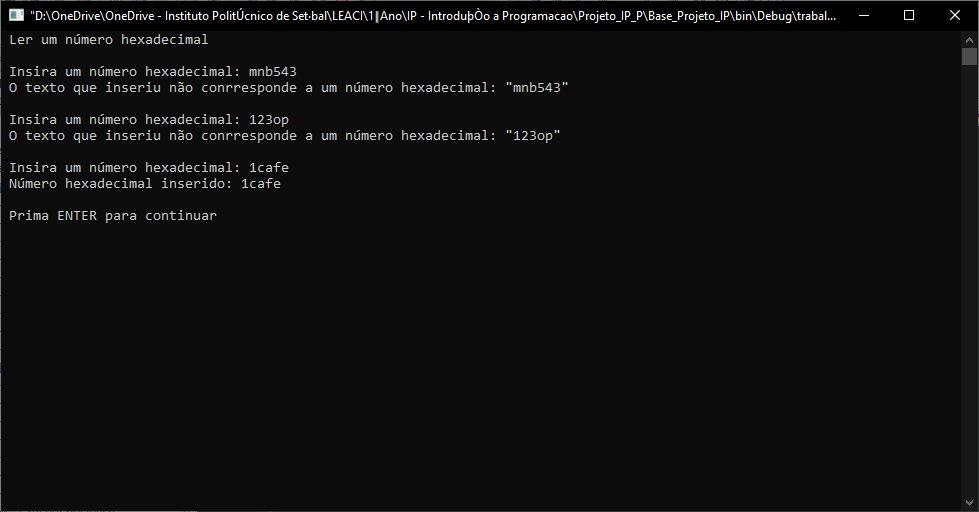 "D:\OneDrive\OneDrive - Instituto PolitÚcnico de Set·bal\LEACI\1║Ano\IP - IntroduþÒo a Programacao\Projeto_IP_P\Base_Projeto_IP\bin\Debug\trabal...
Ler um número hexadecimal
Insira um número hexadecimal: mnb543
O texto que inseriu não conrresponde a um número hexadecimal: "mnb543"
Insira um número hexadecimal: 123op
O texto que inseriu não conrresponde a um número hexadecimal: "123op"
Insira um número hexadecimal: 1cafe
Número hexadecimal inserido: 1cafe
Prima ENTER para continuar